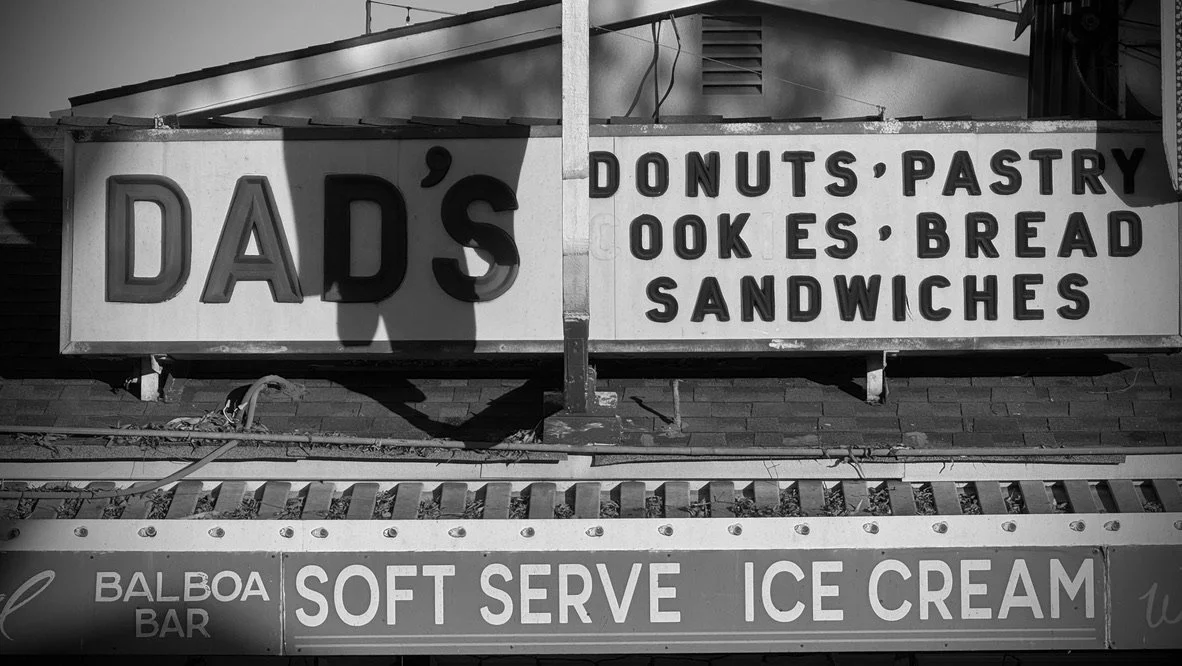 DAD'S
DONUTS, PASTRY
OOK ES, BREAD
SANDWICHES
BALBOA
BAR
SOFT SERVE ICE CREAM